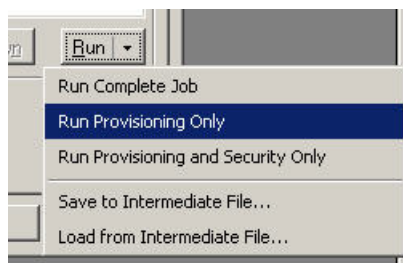 Run
Run Complete Job
Run Provisioning Only
Run Provisioning and Security Only
Save to Intermediate File...
Load from Intermediate File...